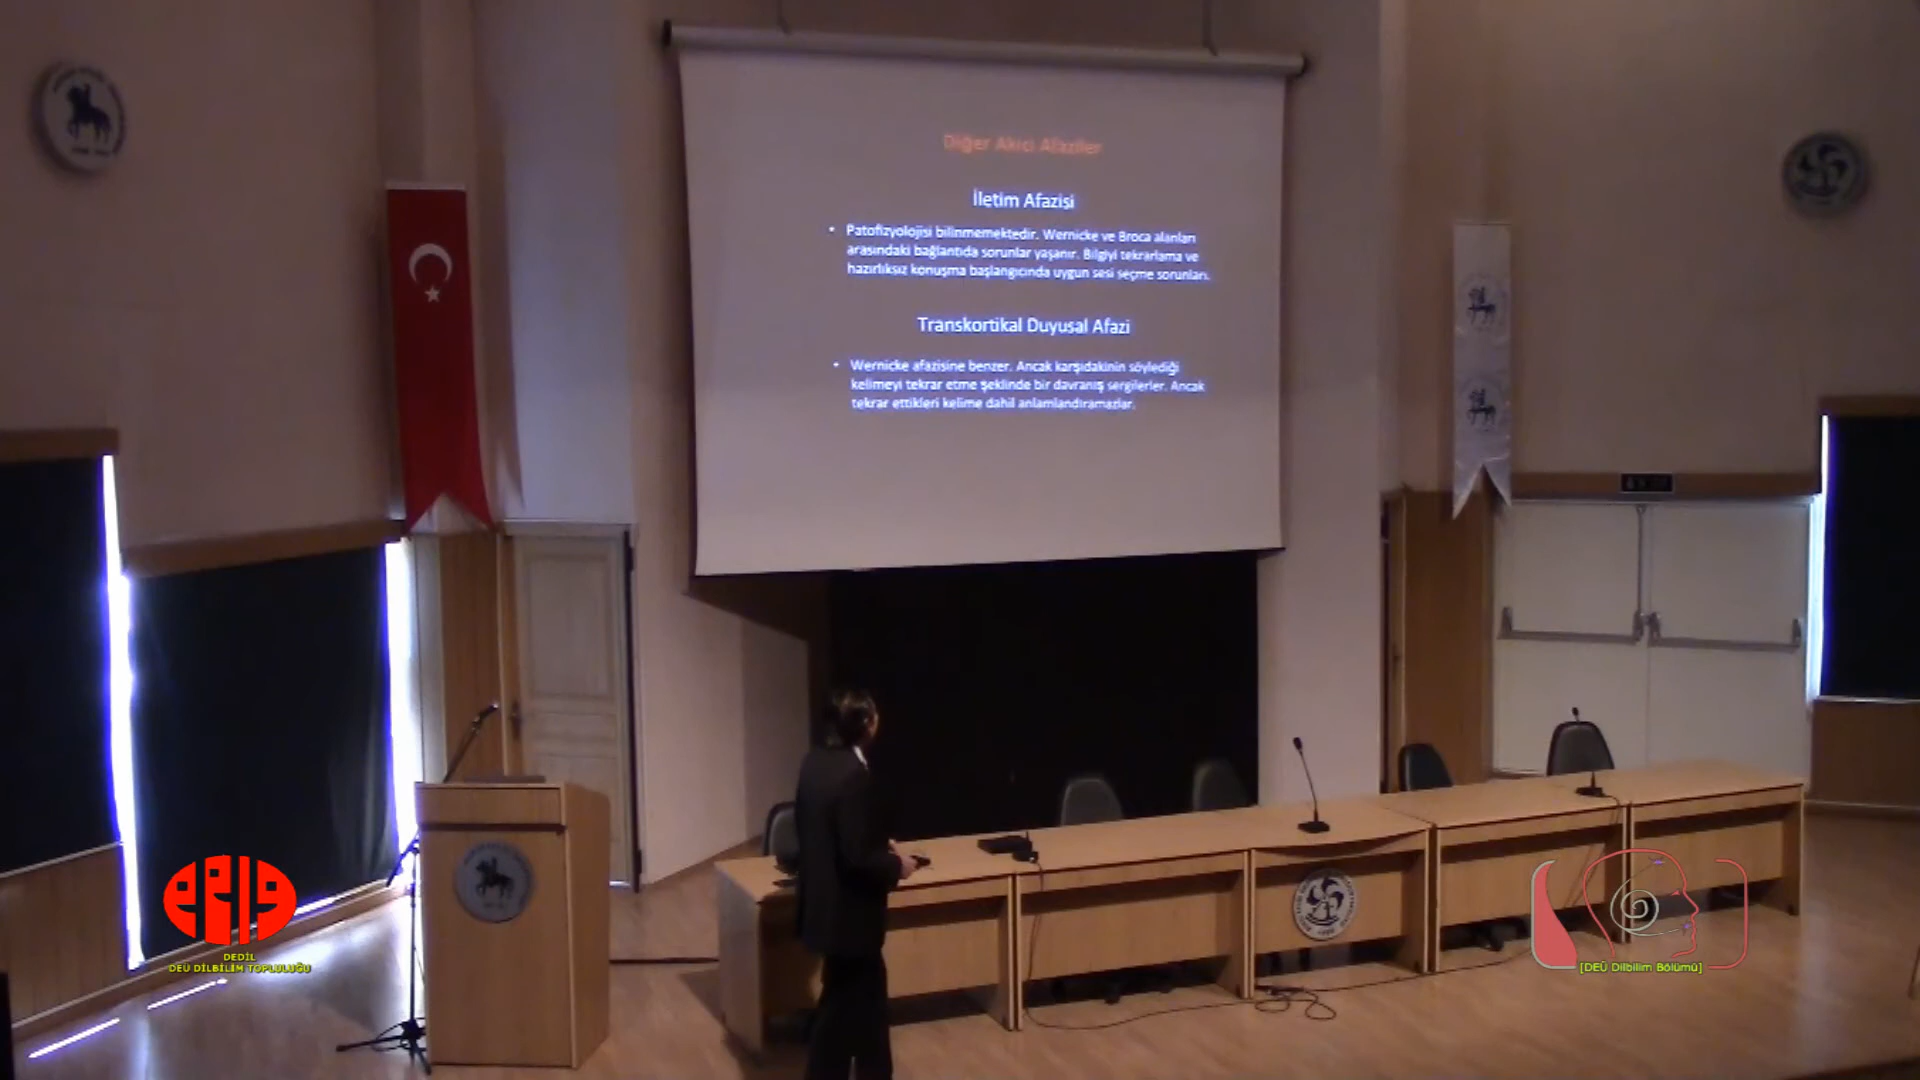 Diğer Akıcı Afaziler
İletim Afazisi
• Patofizyolojisi bilinmemektedir. Wernicke ve Broca alanları
arasındaki bağlantıda sorunlar yaşanır. Bilgiyi tekrarlama ve
hazırlıksız konuşma başlangıcında uygun sesi seçme sorunları.
Transkortikal Duyusal Afazi
• Wernicke afazisine benzer. Ancak karşıdakinin söylediği
kelimeyi tekrar etme şeklinde bir davranış sergilerler. Ancak
tekrar ettikleri kelime dahil anlamlandıramazlar.
DEDİL
DEÜ DİLBİLİM TOPLULUĞU
[DEÜ Dilbilim Bölümü]